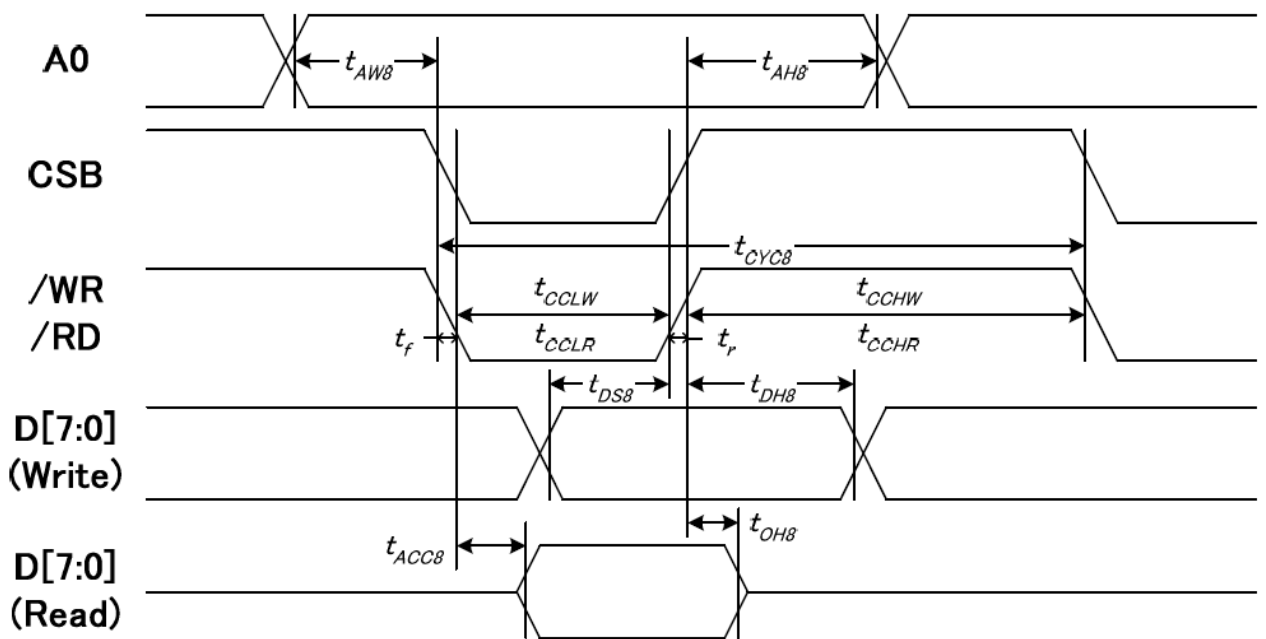 A0
t_AW8
t_AH8
CSB
t_CYC8
/WR
/RD
t_CCLW
t_CCHW
t_f
t_CCLR
t_r
t_CCHR
t_DS8
t_DH8
D[7:0]
(Write)
t_OH8
t_ACC8
D[7:0]
(Read)